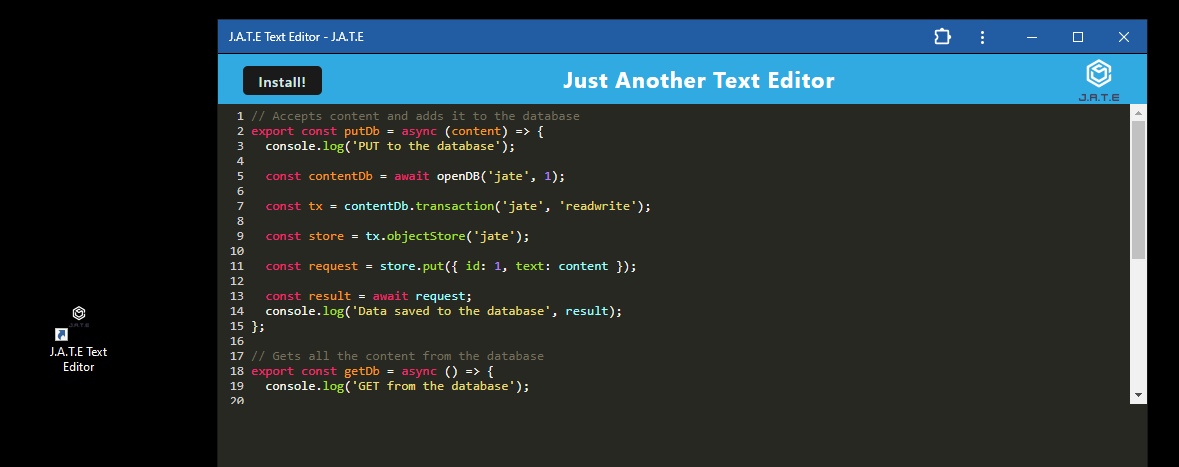 J.A.T.E Text Editor - J.A.T.E
Install!
Just Another Text Editor
J.A.T.E
1 // Accepts content and adds it to the database
2 export const putDb = async (content) => {
3   console.log('PUT to the database');
4
5   const contentDb = await openDB('jate', 1);
6
7   const tx = contentDb.transaction('jate', 'readwrite');
8
9   const store = tx.objectStore('jate');
10
11   const request = store.put({ id: 1, text: content });
12
13   const result = await request;
14   console.log('Data saved to the database', result);
15 };
16
17 // Gets all the content from the database
18 export const getDb = async () => {
19   console.log('GET from the database');
20
J.A.T.E
J.A.T.E Text
Editor